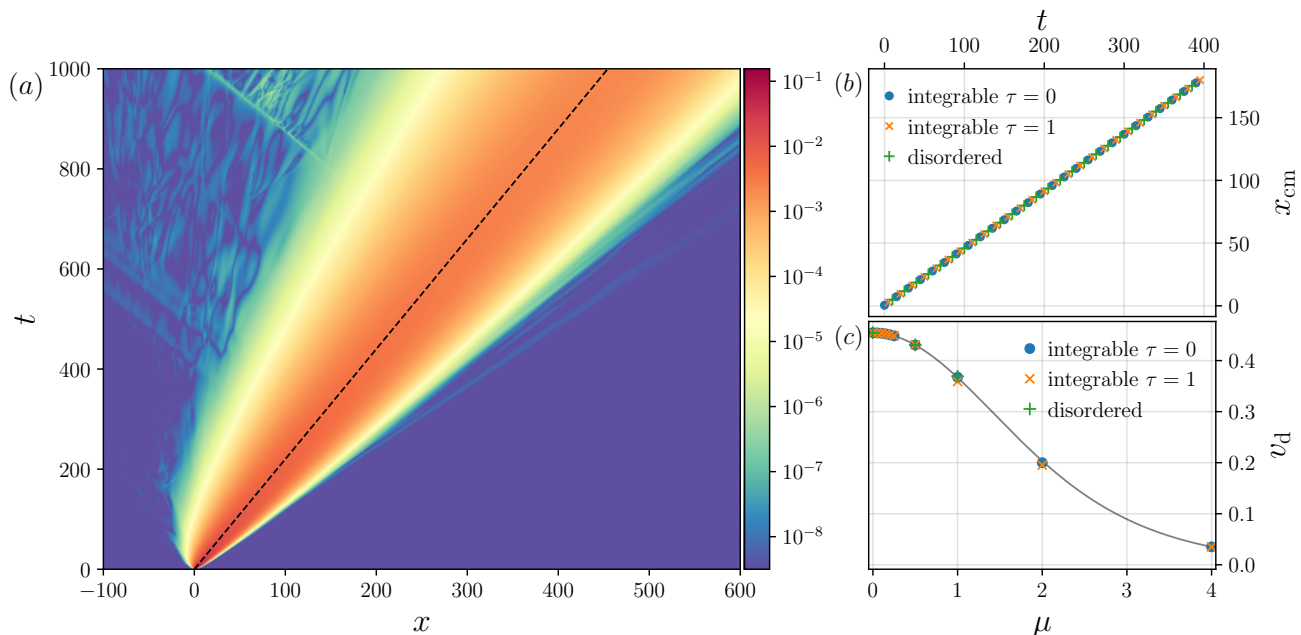 (a)
1000
800
600
400
200
0
t
−100 0 100 200 300 400 500 600
x
10⁻¹
10⁻²
10⁻³
10⁻⁴
10⁻⁵
10⁻⁶
10⁻⁷
10⁻⁸
t
0 100 200 300 400
(b)
integrable τ = 0
integrable τ = 1
disordered
150
100
50
0
x_cm
(c)
integrable τ = 0
integrable τ = 1
disordered
0.4
0.3
0.2
0.1
0.0
v_d
0 1 2 3 4
μ